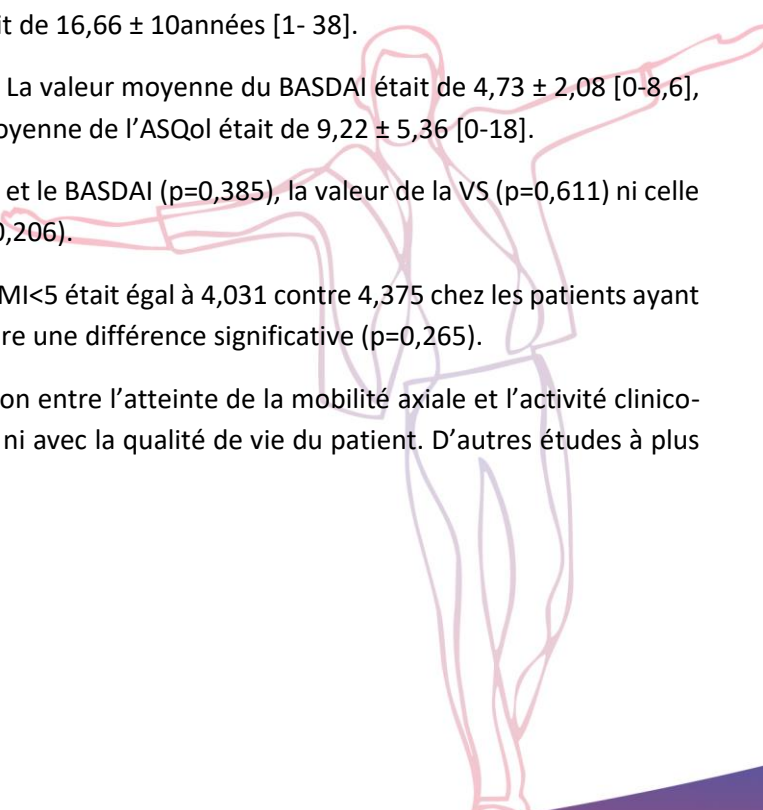 it de 16,66 ± 10années [1- 38].
La valeur moyenne du BASDAI était de 4,73 ± 2,08 [0-8,6],
oyenne de l’ASQol était de 9,22 ± 5,36 [0-18].
et le BASDAI (p=0,385), la valeur de la VS (p=0,611) ni celle
0,206).
MI<5 était égal à 4,031 contre 4,375 chez les patients ayant
re une différence significative (p=0,265).
on entre l’atteinte de la mobilité axiale et l’activité clinico-
ni avec la qualité de vie du patient. D’autres études à plus